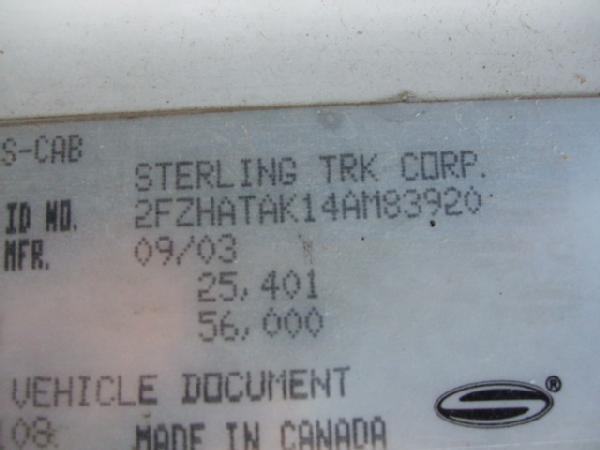 S-CAB
STERLING TRK CORP.
ID NO. 2FZHATAK14AM83920
MFR. 09/03
25,401
56,000
VEHICLE DOCUMENT
08 MADE IN CANADA
®